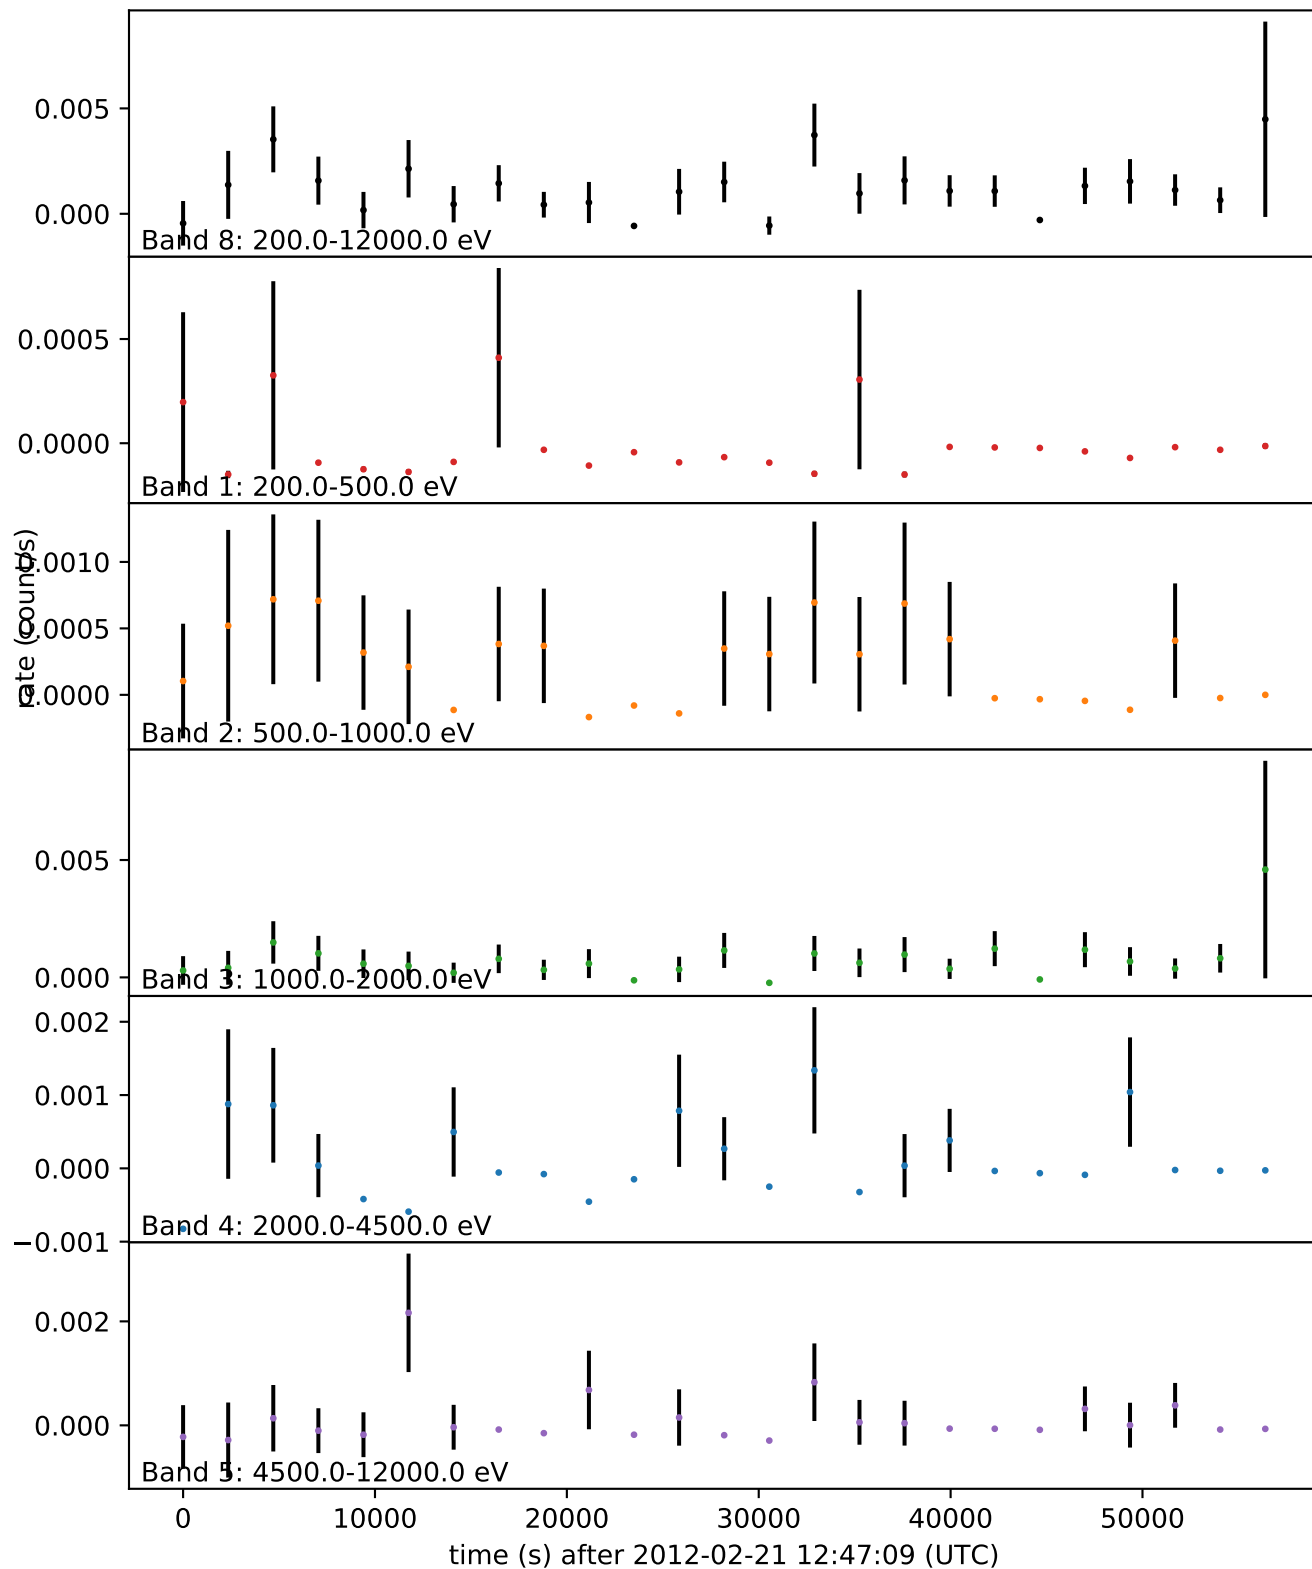 0.005
0.000
Band 8: 200.0-12000.0 eV
0.0005
0.0000
Band 1: 200.0-500.0 eV
rate (count/s)
0.0010
0.0005
0.0000
Band 2: 500.0-1000.0 eV
0.005
0.000
Band 3: 1000.0-2000.0 eV
0.002
0.001
0.000
−0.001
Band 4: 2000.0-4500.0 eV
0.002
0.000
Band 5: 4500.0-12000.0 eV
0 10000 20000 30000 40000 50000
time (s) after 2012-02-21 12:47:09 (UTC)